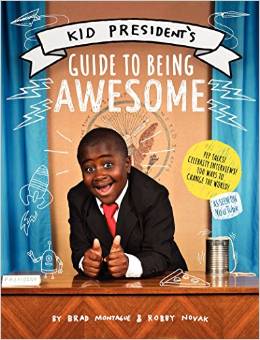 KID PRESIDENT'S
GUIDE TO BEING
AWESOME
PEP TALKS!
CELEBRITY INTERVIEWS!
100 WAYS TO
CHANGE THE WORLD!
AS SEEN ON
YouTube
PRESIDENT
BY BRAD MONTAGUE & ROBBY NOVAK